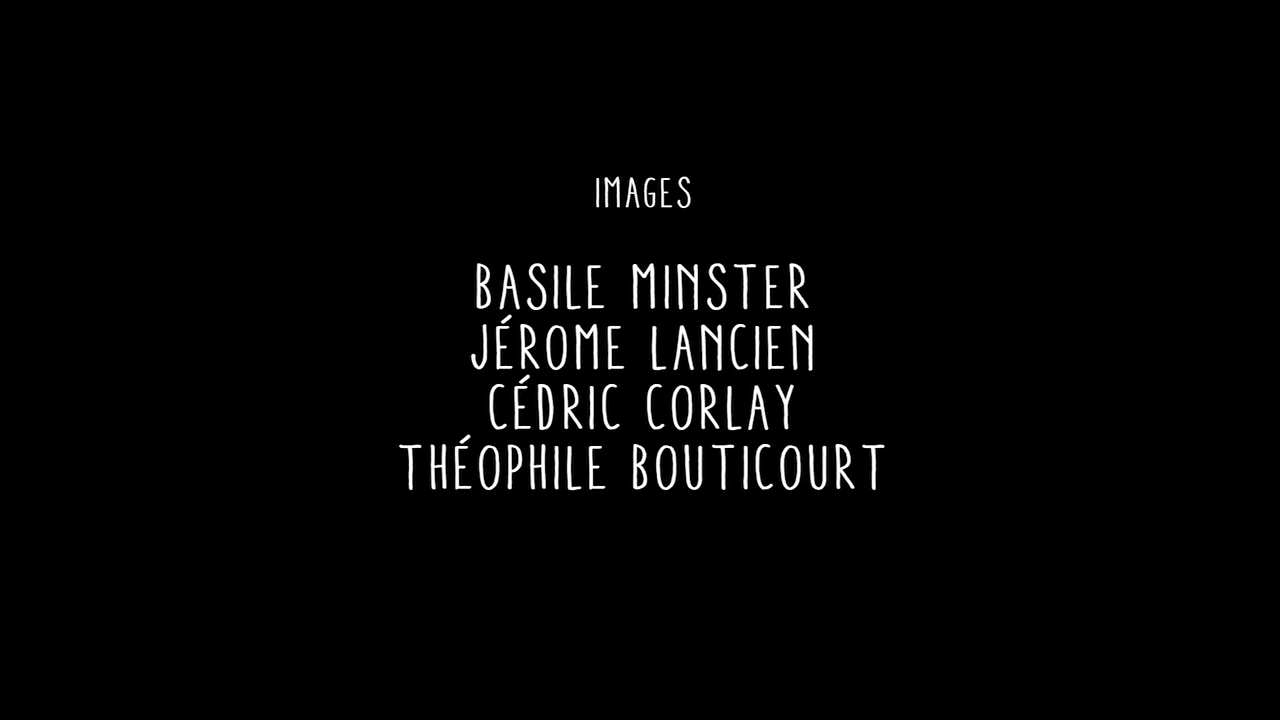 IMAGES
BASILE MINSTER
JÉROME LANCIEN
CÉDRIC CORLAY
THÉOPHILE BOUTICOURT